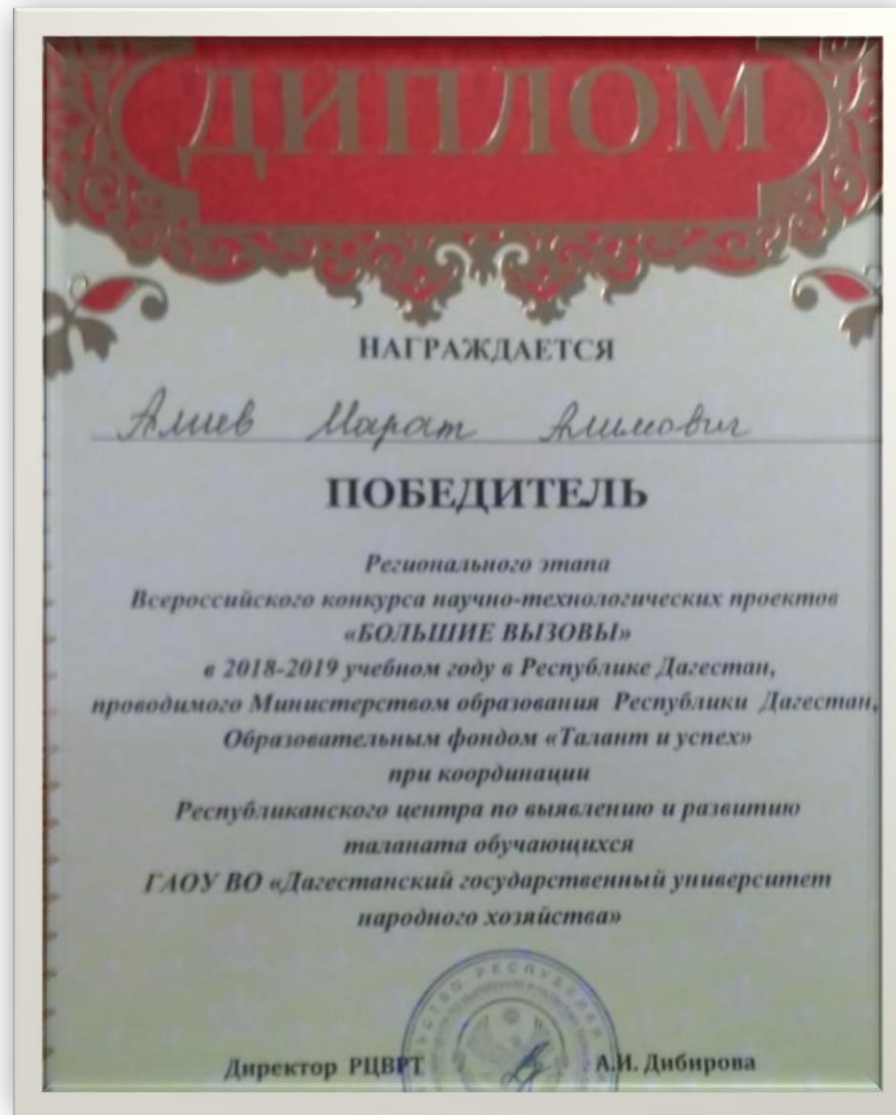 ДИПЛОМ
НАГРАЖДАЕТСЯ
Алиев Марат Алимович
ПОБЕДИТЕЛЬ
Регионального этапа
Всероссийского конкурса научно-технологических проектов
«БОЛЬШИЕ ВЫЗОВЫ»
в 2018-2019 учебном году в Республике Дагестан,
проводимого Министерством образования Республики Дагестан,
Образовательным фондом «Талант и успех»
при координации
Республиканского центра по выявлению и развитию
таланата обучающихся
ГАОУ ВО «Дагестанский государственный университет
народного хозяйства»
РЕСПУБЛИКИ
Директор РЦВРТ А.И. Дибирова